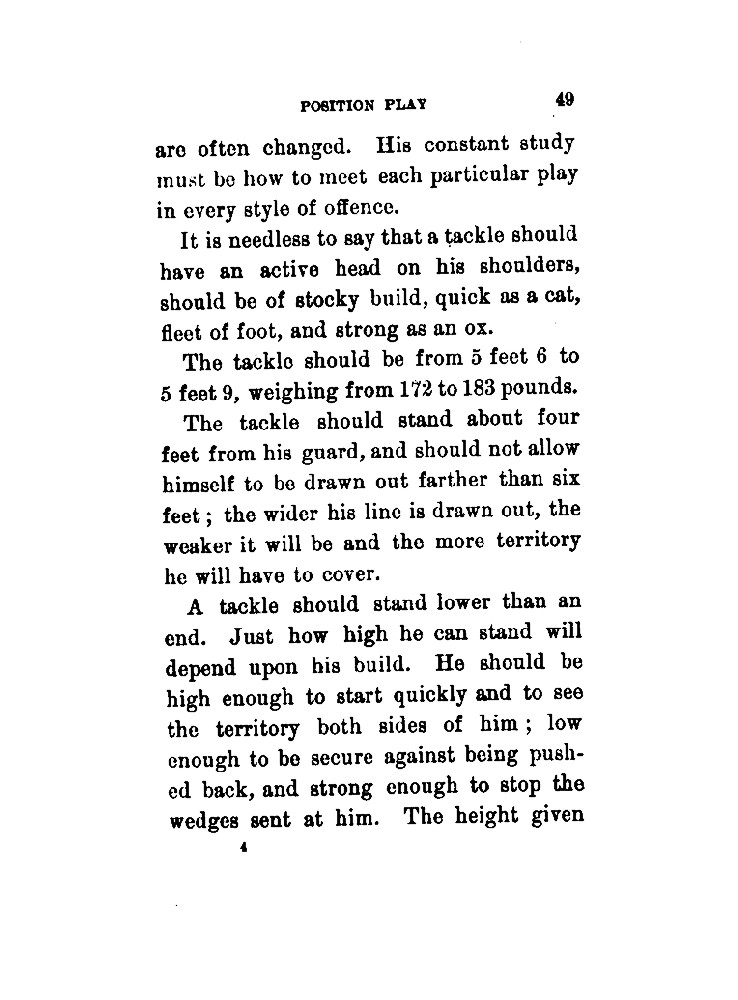 POSITION PLAY 49
are often changed. His constant study
must be how to meet each particular play
in every style of offence.
It is needless to say that a tackle should
have an active head on his shoulders,
should be of stocky build, quick as a cat,
fleet of foot, and strong as an ox.
The tackle should be from 5 feet 6 to
5 feet 9, weighing from 172 to 183 pounds.
The tackle should stand about four
feet from his guard, and should not allow
himself to be drawn out farther than six
feet; the wider his line is drawn out, the
weaker it will be and the more territory
he will have to cover.
A tackle should stand lower than an
end. Just how high he can stand will
depend upon his build. He should be
high enough to start quickly and to see
the territory both sides of him; low
enough to be secure against being push-
ed back, and strong enough to stop the
wedges sent at him. The height given
4